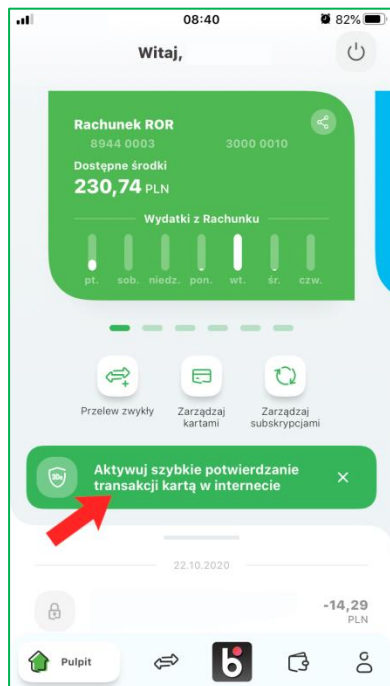 08:40
82%
Witaj,
Rachunek ROR
8944 0003 3000 0010
Dostępne środki
230,74 PLN
Wydatki z Rachunku
pt. sob. niedz. pon. wt. śr. czw.
Przelew zwykły
Zarządzaj
kartami
Zarządzaj
subskrypcjami
Aktywuj szybkie potwierdzanie
transakcji kartą w internecie
22.10.2020
-14,29
PLN
Pulpit